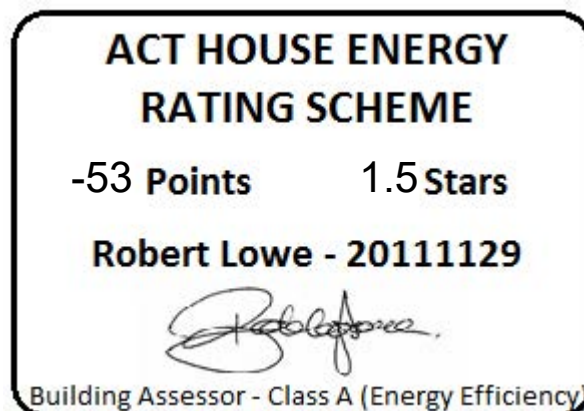 ACT HOUSE ENERGY
RATING SCHEME
-53 Points 1.5 Stars
Robert Lowe - 20111129
Building Assessor - Class A (Energy Efficiency)